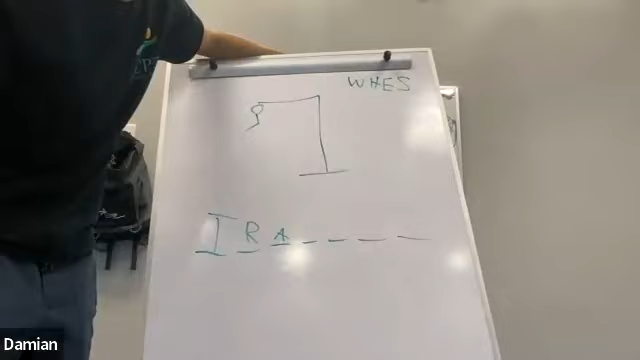 WHES
I R A _ _ _ _
Damian